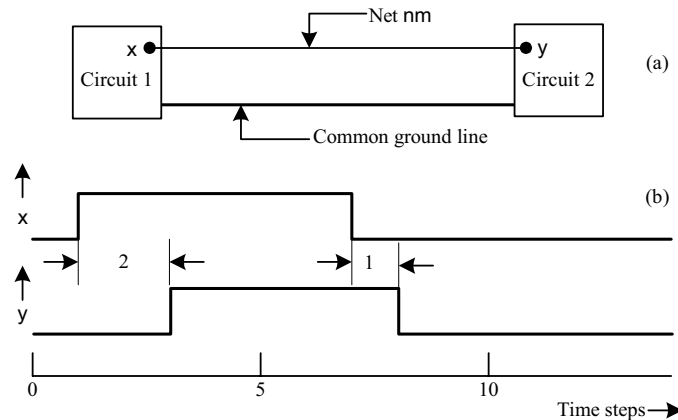 Net nm
x
y
Circuit 1
Circuit 2
(a)
Common ground line
(b)
x
2
1
y
0
5
10
Time steps